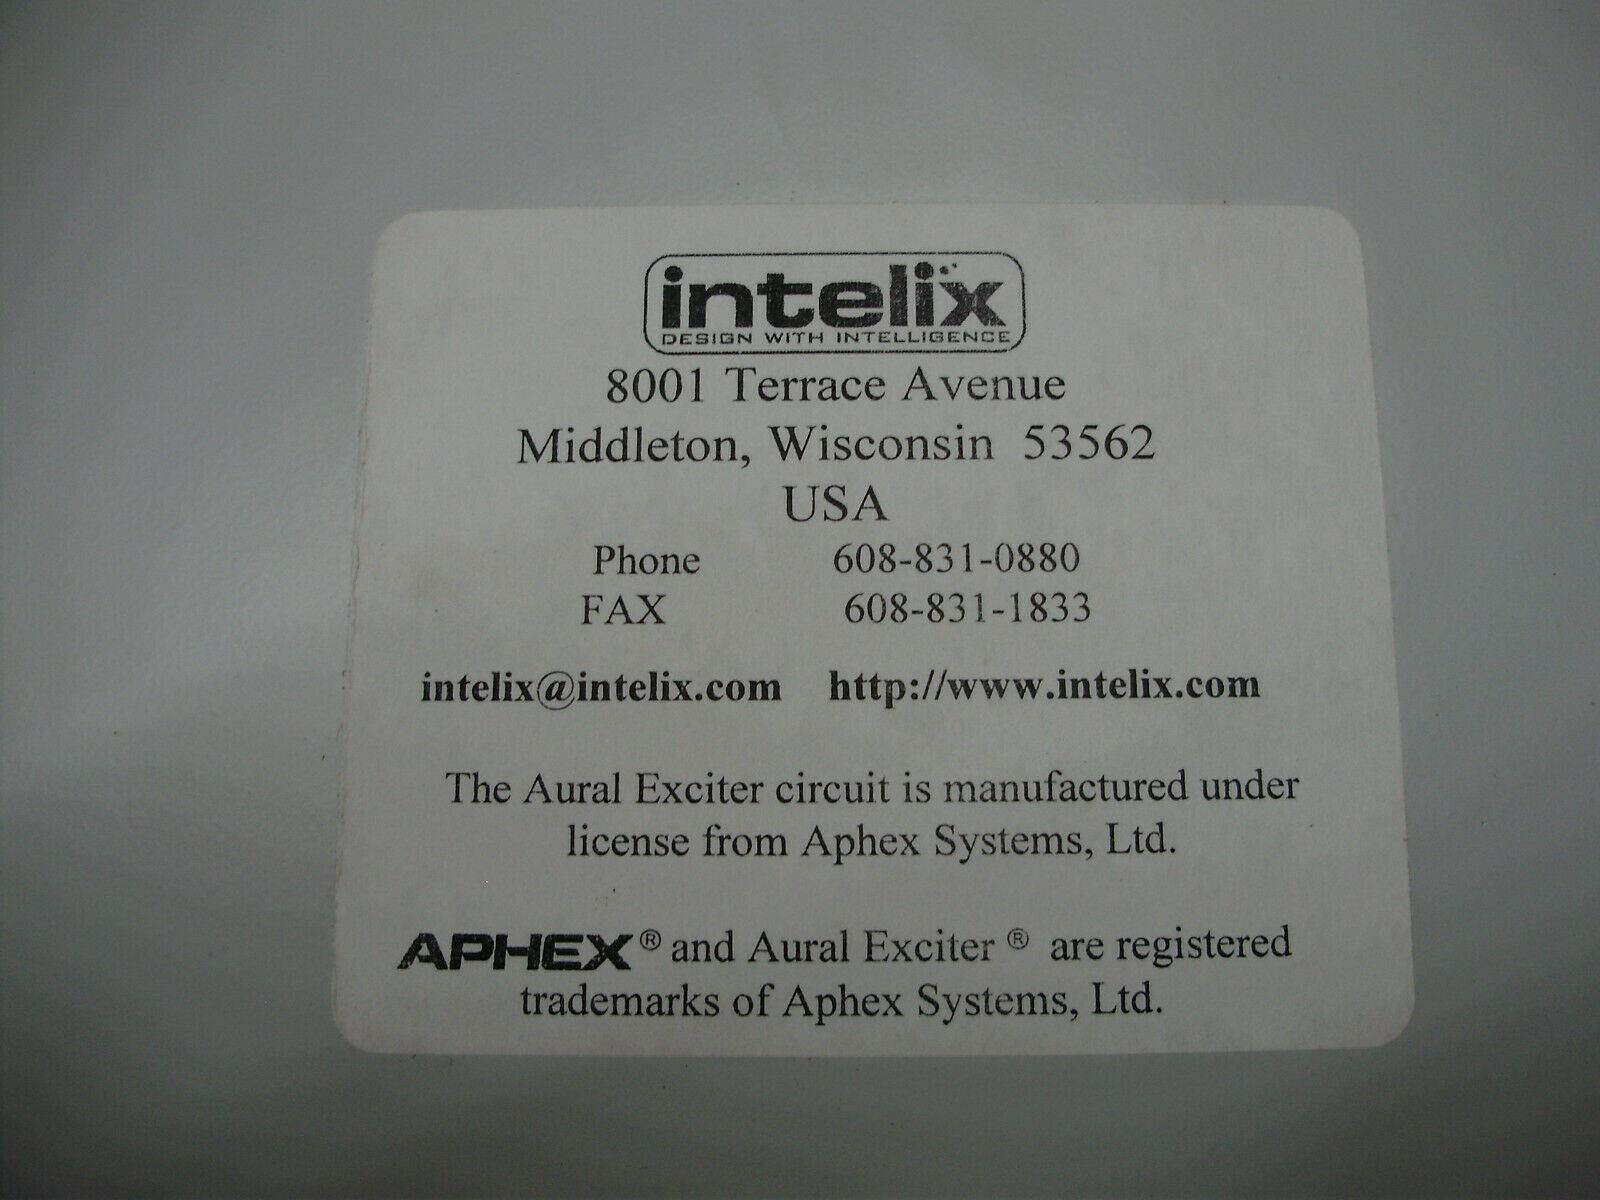 intelix
DESIGN WITH INTELLIGENCE
8001 Terrace Avenue
Middleton, Wisconsin 53562
USA
Phone 608-831-0880
FAX 608-831-1833
intelix@intelix.com http://www.intelix.com
The Aural Exciter circuit is manufactured under
license from Aphex Systems, Ltd.
APHEX® and Aural Exciter ® are registered
trademarks of Aphex Systems, Ltd.